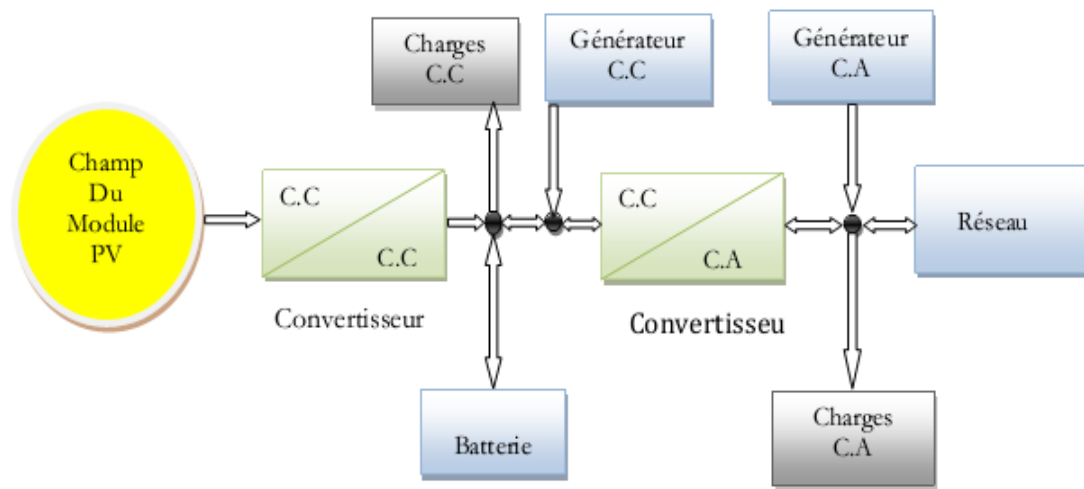 Charges
C.C
Générateur
C.C
Générateur
C.A
Champ
Du
Module
PV
C.C
C.C
Convertisseur
C.C
C.A
Convertisseu
Réseau
Batterie
Charges
C.A